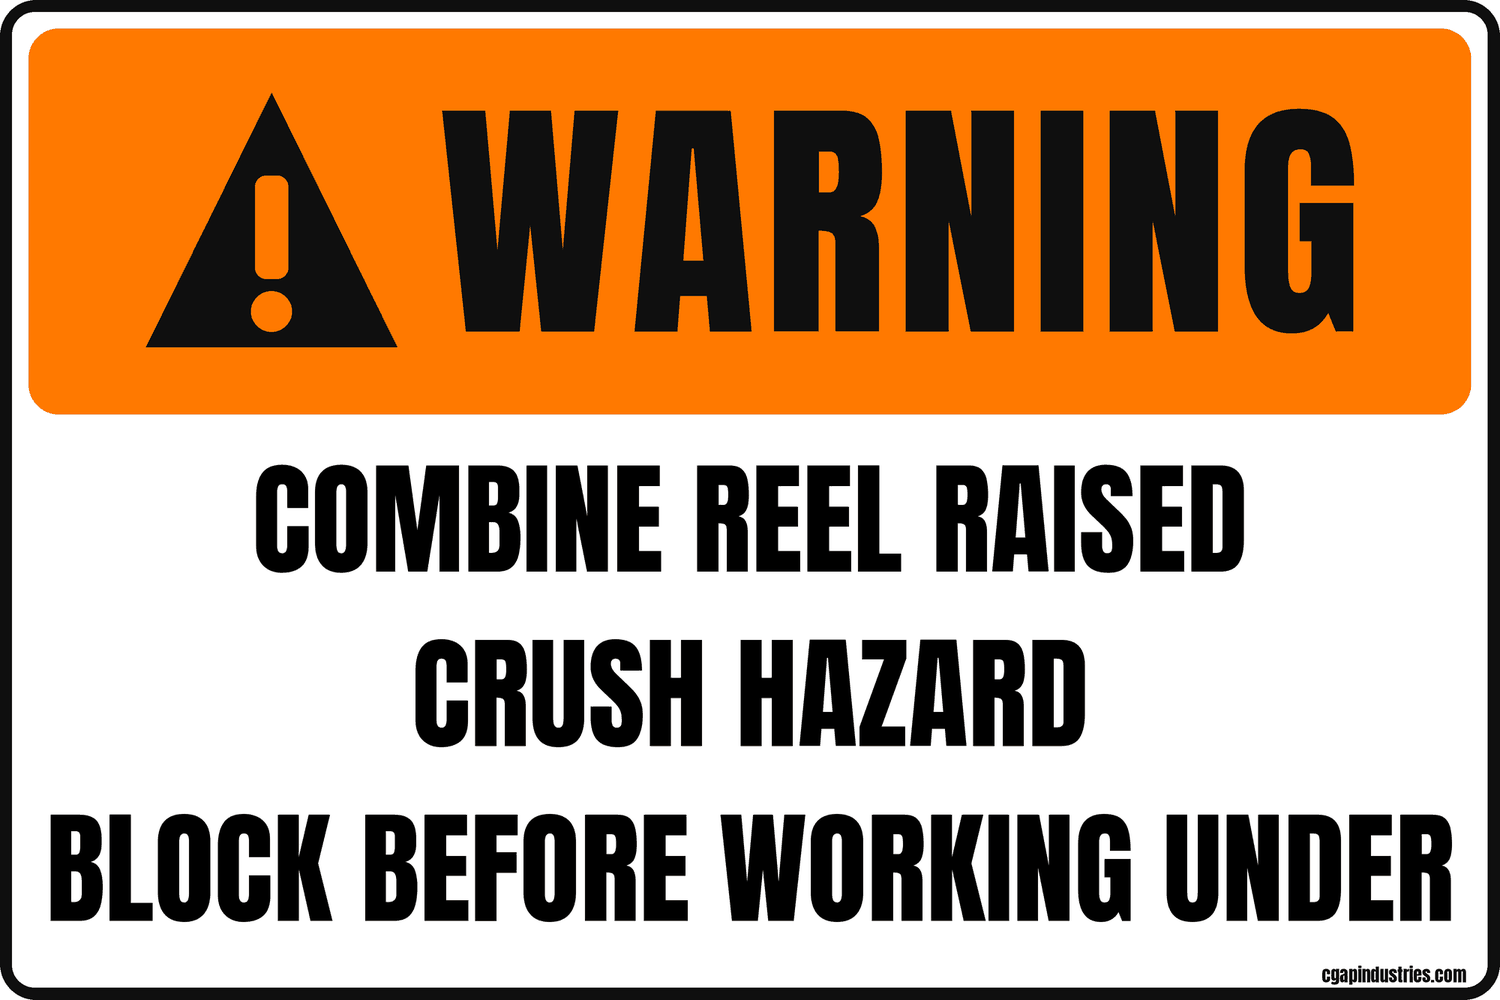 WARNING
COMBINE REEL RAISED
CRUSH HAZARD
BLOCK BEFORE WORKING UNDER
cgapindustries.com